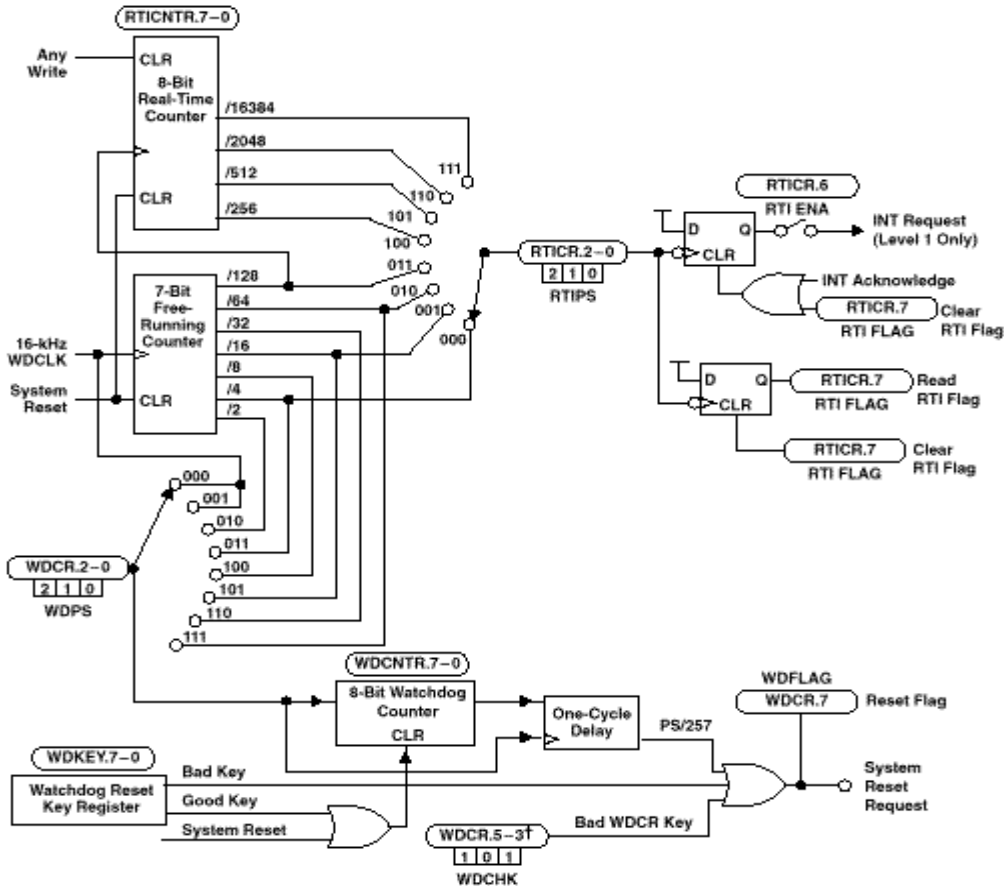 RTICNTR.7–0
Any
Write
CLR
8-Bit
Real-Time
Counter
CLR
/16384
/2048
/512
/256
111
110
101
100
011
010
001
000
/128
/64
/32
/16
/8
/4
/2
7-Bit
Free-
Running
Counter
CLR
16-kHz
WDCLK
System
Reset
RTICR.2–0
2 1 0
RTIPS
RTICR.6
RTI ENA
D Q
CLR
INT Request
(Level 1 Only)
INT Acknowledge
RTICR.7
RTI FLAG
Clear
RTI Flag
D Q
CLR
RTICR.7
RTI FLAG
Read
RTI Flag
RTICR.7
RTI FLAG
Clear
RTI Flag
000
001
010
011
100
101
110
111
WDCR.2–0
2 1 0
WDPS
WDCNTR.7–0
8-Bit Watchdog
Counter
CLR
One-Cycle
Delay
PS/257
WDFLAG
WDCR.7
Reset Flag
WDKEY.7–0
Watchdog Reset
Key Register
Bad Key
Good Key
System Reset
System
Reset
Request
WDCR.5–3†
1 0 1
WDCHK
Bad WDCR Key